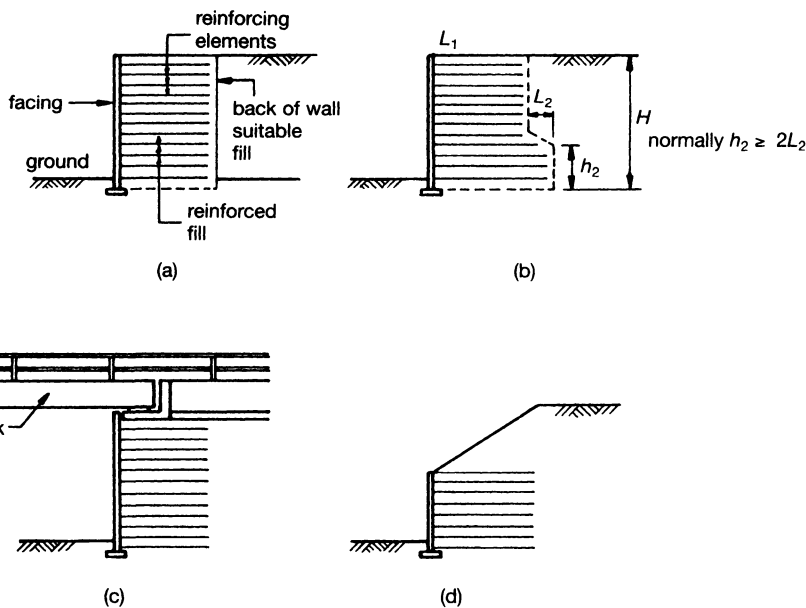 reinforcing
elements
facing
back of wall
suitable
fill
ground
reinforced
fill
(a)
L₁
L₂
H
normally h₂ ≥ 2L₂
h₂
(b)
k
(c)
(d)